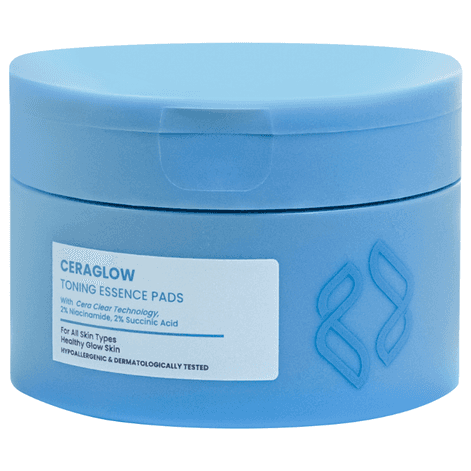 CERAGLOW
TONING ESSENCE PADS
With Cera Clear Technology,
2% Niacinamide, 2% Succinic Acid
For All Skin Types
Healthy Glow Skin
HYPOALLERGENIC & DERMATOLOGICALLY TESTED